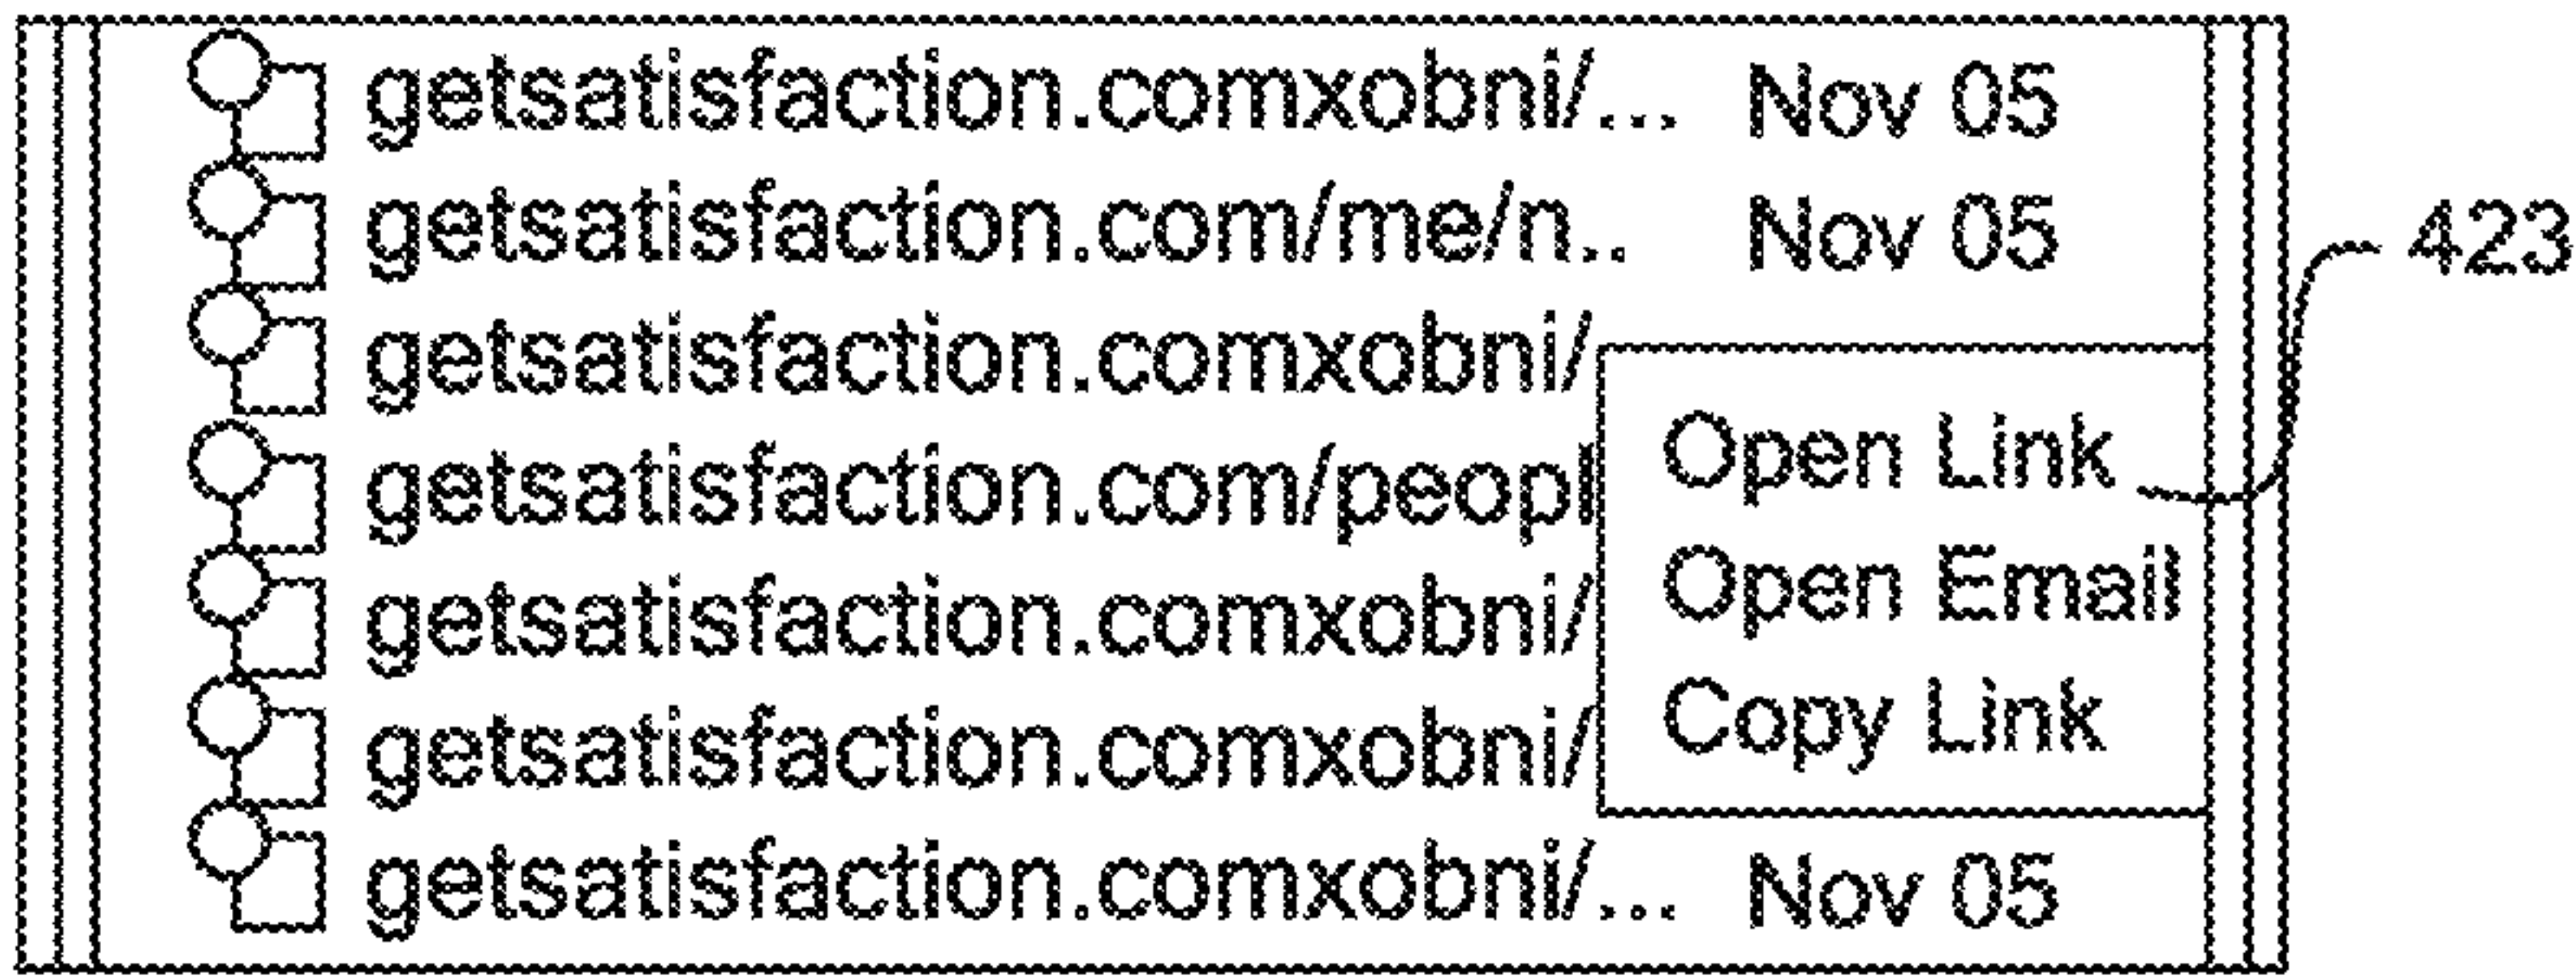 getsatisfaction.comxobni/... Nov 05
getsatisfaction.com/me/n.. Nov 05
423
getsatisfaction.comxobni/
Open Link
getsatisfaction.com/peopl
Open Email
getsatisfaction.comxobni/
Copy Link
getsatisfaction.comxobni/
getsatisfaction.comxobni/... Nov 05